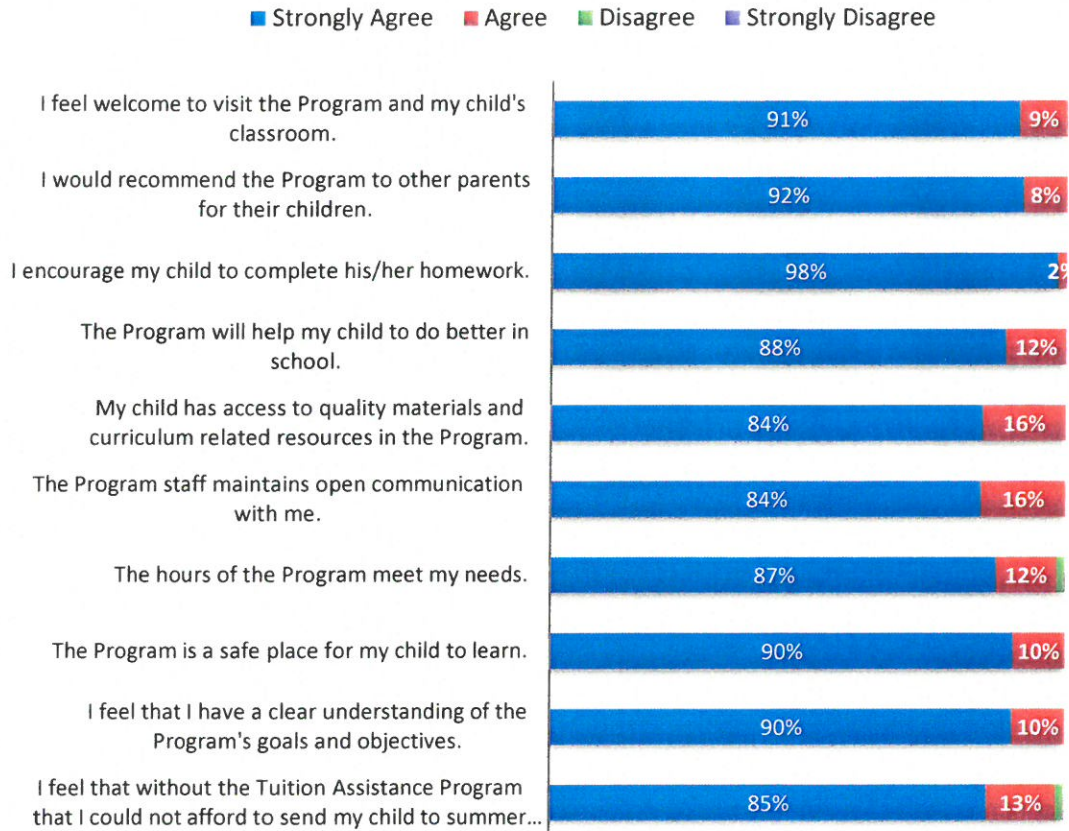 Strongly Agree Agree Disagree Strongly Disagree
I feel welcome to visit the Program and my child's
classroom.
91% 9%
I would recommend the Program to other parents
for their children.
92% 8%
I encourage my child to complete his/her homework.
98% 2%
The Program will help my child to do better in
school.
88% 12%
My child has access to quality materials and
curriculum related resources in the Program.
84% 16%
The Program staff maintains open communication
with me.
84% 16%
The hours of the Program meet my needs.
87% 12%
The Program is a safe place for my child to learn.
90% 10%
I feel that I have a clear understanding of the
Program's goals and objectives.
90% 10%
I feel that without the Tuition Assistance Program
that I could not afford to send my child to summer...
85% 13%